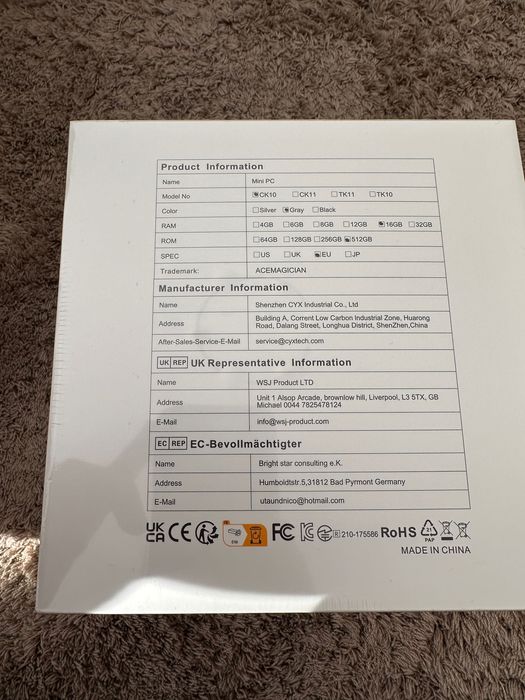 Product Information
Name Mini PC
Model No CK10 CK11 TK11 TK10
Color Silver Gray Black
RAM 4GB 6GB 8GB 12GB 16GB 32GB
ROM 64GB 128GB 256GB 512GB
SPEC US UK EU JP
Trademark: ACEMAGICIAN
Manufacturer Information
Name Shenzhen CYX Industrial Co., Ltd
Address Building A, Corrent Low Carbon Industrial Zone, Huarong
Road, Dalang Street, Longhua District, ShenZhen,China
After-Sales-Service-E-Mail service@cyxtech.com
UK REP UK Representative Information
Name WSJ Product LTD
Address Unit 1 Alsop Arcade, brownlow hill, Liverpool, L3 5TX, GB
Michael 0044 7825478124
E-Mail info@wsj-product.com
EC REP EC-Bevollmächtigter
Name Bright star consulting e.K.
Address Humboldtstr.5,31812 Bad Pyrmont Germany
E-Mail utaundnico@hotmail.com
UK CA CE FC R 210-175586 RoHS 21 PAP
MADE IN CHINA